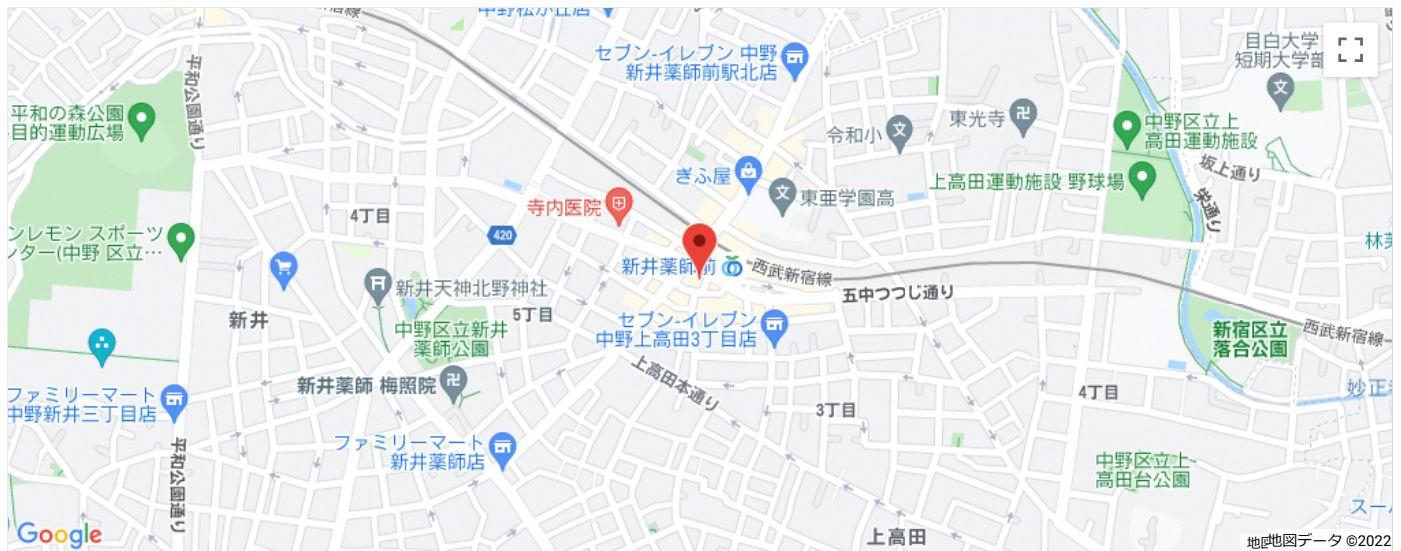 中野松が丘店
セブン-イレブン 中野
新井薬師前駅北店
目白大学
短期大学部
平和公園通り
平和の森公園
目的運動広場
令和小
東光寺
中野区立上
高田運動施設
坂上通り
ぎふ屋
東亜学園高
上高田運動施設 野球場
栄通り
寺内医院
4丁目
420
ンレモン スポーツ
ンター(中野 区立…
新井薬師前
西武新宿線
林芙
新井天神北野神社
五中つつじ通り
新井
5丁目
セブン-イレブン
中野上高田3丁目店
中野区立新井
薬師公園
新宿区立
落合公園
西武新宿線
新井薬師 梅照院
上高田本通り
4丁目
妙正
ファミリーマート
中野新井三丁目店
3丁目
ファミリーマート
新井薬師店
平和公園通り
中野区立上
高田台公園
スー
Google
上高田
地図データ ©2022